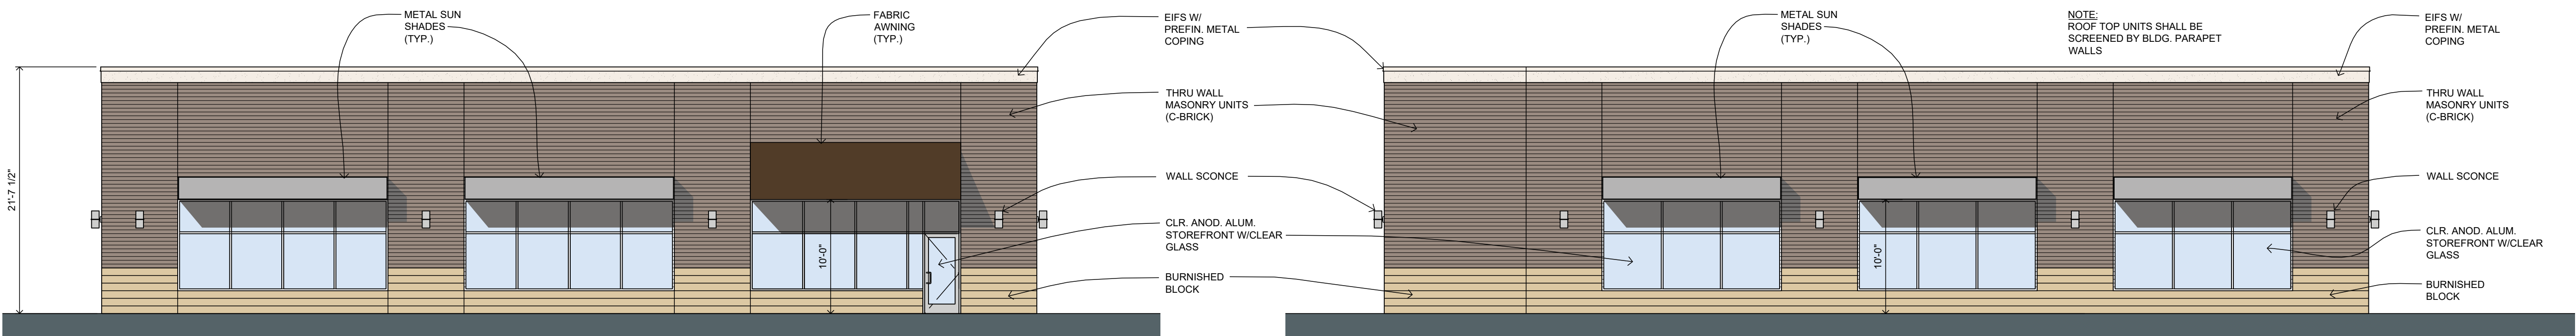 METAL SUN
SHADES
(TYP.)
FABRIC
AWNING
(TYP.)
EIFS W/
PREFIN. METAL
COPING
THRU WALL
MASONRY UNITS
(C-BRICK)
WALL SCONCE
CLR. ANOD. ALUM.
STOREFRONT W/CLEAR
GLASS
BURNISHED
BLOCK
21'-7 1/2"
10'-0"
METAL SUN
SHADES
(TYP.)
NOTE:
ROOF TOP UNITS SHALL BE
SCREENED BY BLDG. PARAPET
WALLS
10'-0"
EIFS W/
PREFIN. METAL
COPING
THRU WALL
MASONRY UNITS
(C-BRICK)
WALL SCONCE
CLR. ANOD. ALUM.
STOREFRONT W/CLEAR
GLASS
BURNISHED
BLOCK